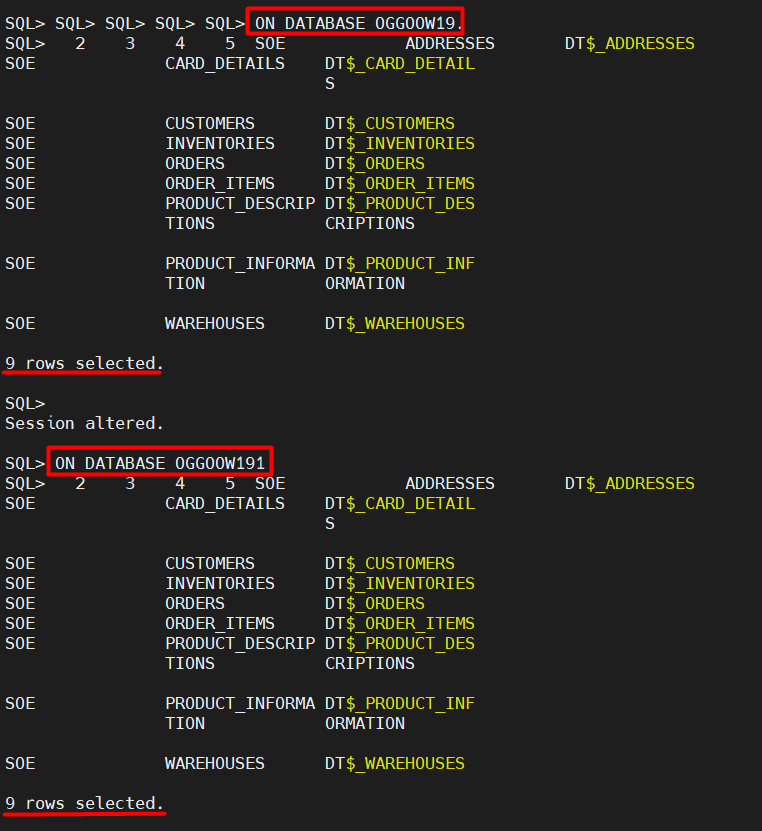 SQL> SQL> SQL> SQL> SQL> ON DATABASE OGGOOW19.
SQL>   2    3    4    5  SOE            ADDRESSES       DT$_ADDRESSES
SOE             CARD_DETAILS    DT$_CARD_DETAIL
                                S
SOE             CUSTOMERS       DT$_CUSTOMERS
SOE             INVENTORIES     DT$_INVENTORIES
SOE             ORDERS          DT$_ORDERS
SOE             ORDER_ITEMS     DT$_ORDER_ITEMS
SOE             PRODUCT_DESCRIP DT$_PRODUCT_DES
                TIONS           CRIPTIONS
SOE             PRODUCT_INFORMA DT$_PRODUCT_INF
                TION            ORMATION
SOE             WAREHOUSES      DT$_WAREHOUSES
9 rows selected.
SQL>
Session altered.
SQL> ON DATABASE OGGOOW191
SQL>   2    3    4    5  SOE            ADDRESSES       DT$_ADDRESSES
SOE             CARD_DETAILS    DT$_CARD_DETAIL
                                S
SOE             CUSTOMERS       DT$_CUSTOMERS
SOE             INVENTORIES     DT$_INVENTORIES
SOE             ORDERS          DT$_ORDERS
SOE             ORDER_ITEMS     DT$_ORDER_ITEMS
SOE             PRODUCT_DESCRIP DT$_PRODUCT_DES
                TIONS           CRIPTIONS
SOE             PRODUCT_INFORMA DT$_PRODUCT_INF
                TION            ORMATION
SOE             WAREHOUSES      DT$_WAREHOUSES
9 rows selected.